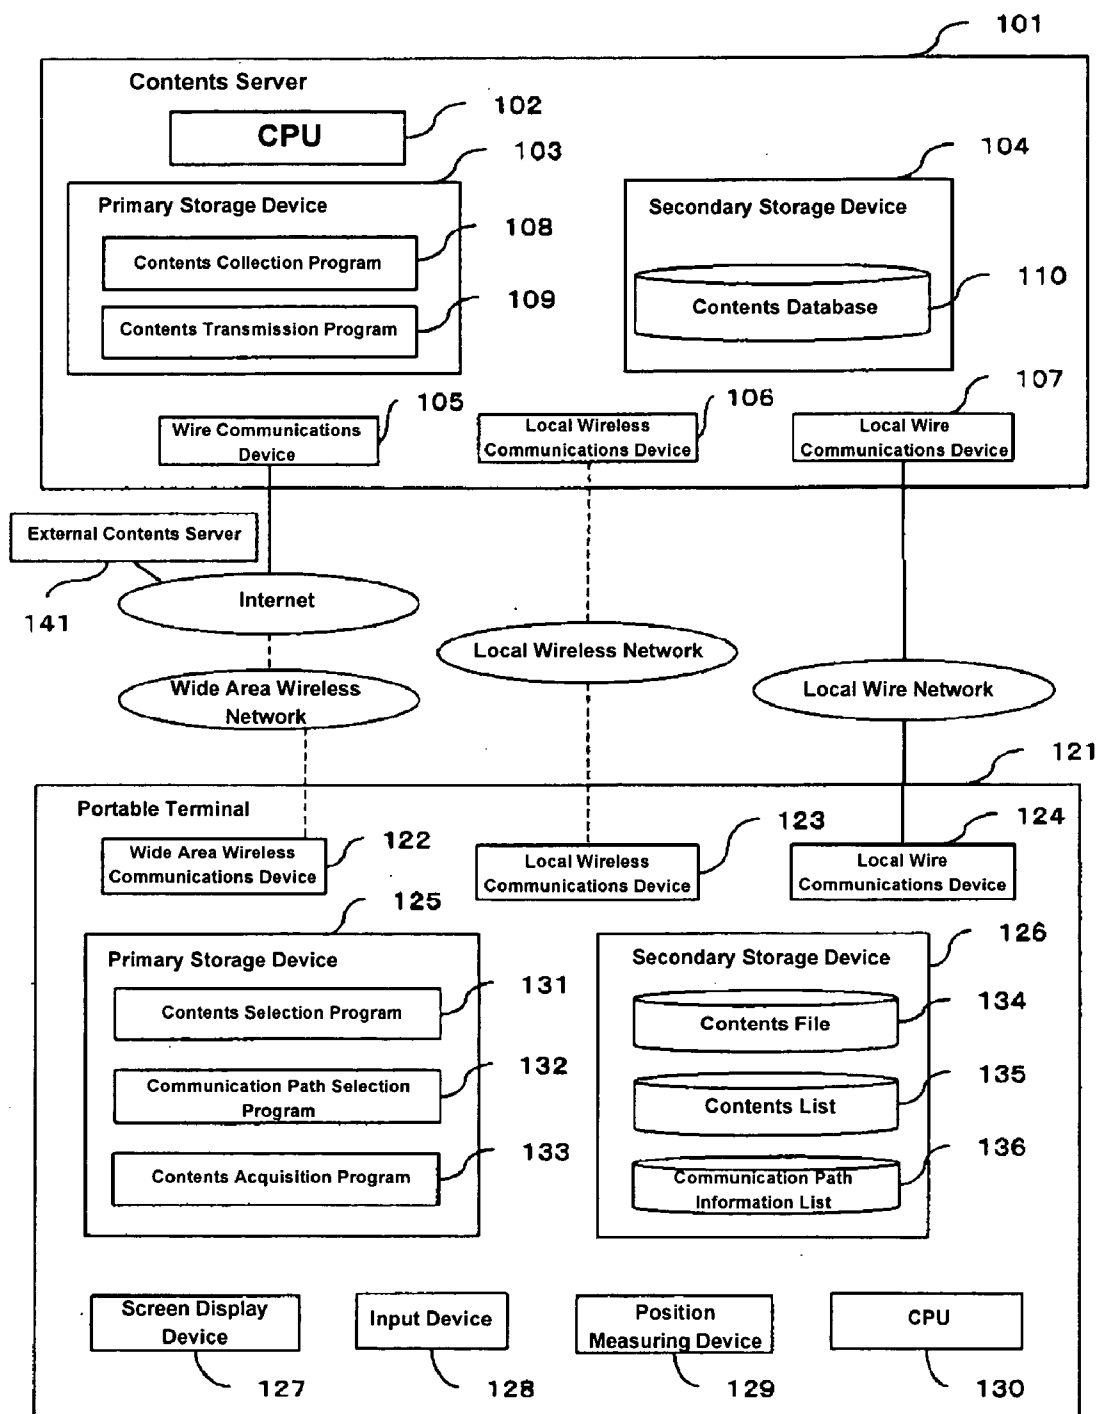 101
Contents Server
102
CPU
103
104
Primary Storage Device
Secondary Storage Device
108
Contents Collection Program
110
109
Contents Database
Contents Transmission Program
107
105
106
Wire Communications
Device
Local Wireless
Communications Device
Local Wire
Communications Device
External Contents Server
141
Internet
Local Wireless Network
Wide Area Wireless
Network
Local Wire Network
121
Portable Terminal
122
123
124
Wide Area Wireless
Communications Device
Local Wireless
Communications Device
Local Wire
Communications Device
125
126
Primary Storage Device
Secondary Storage Device
131
134
Contents Selection Program
Contents File
132
135
Communication Path Selection
Program
Contents List
133
136
Contents Acquisition Program
Communication Path
Information List
Screen Display
Device
Input Device
Position
Measuring Device
CPU
127
128
129
130